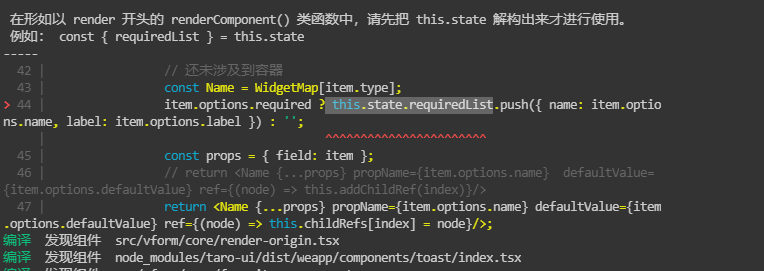 在形如以 render 开头的 renderComponent() 类函数中，请先把 this.state 解构出来才进行使用。
例如： const { requiredList } = this.state
-----
42 | // 还未涉及到容器
43 | const Name = WidgetMap[item.type];
> 44 | item.options.required ? this.state.requiredList.push({ name: item.optio
ns.name, label: item.options.label }) : '';
| ^^^^^^^^^^^^^^^^^^^^^^^
45 | const props = { field: item };
46 | // return <Name {...props} propName={item.options.name}  defaultValue=
{item.options.defaultValue} ref={(node) => this.addChildRef(index)}/>
47 | return <Name {...props} propName={item.options.name} defaultValue={item
.options.defaultValue} ref={(node) => this.childRefs[index] = node}/>;
编译 发现组件 src/vform/core/render-origin.tsx
编译 发现组件 node_modules/taro-ui/dist/weapp/components/toast/index.tsx